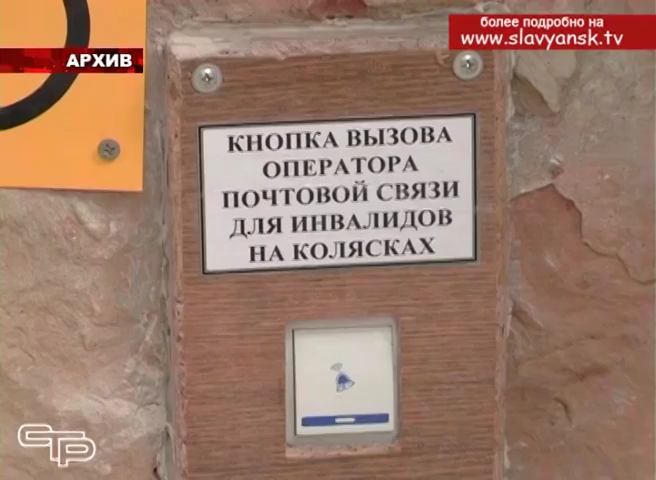 более подробно на
www.slavyansk.tv
АРХИВ
КНОПКА ВЫЗОВА
ОПЕРАТОРА
ПОЧТОВОЙ СВЯЗИ
ДЛЯ ИНВАЛИДОВ
НА КОЛЯСКАХ
СТР